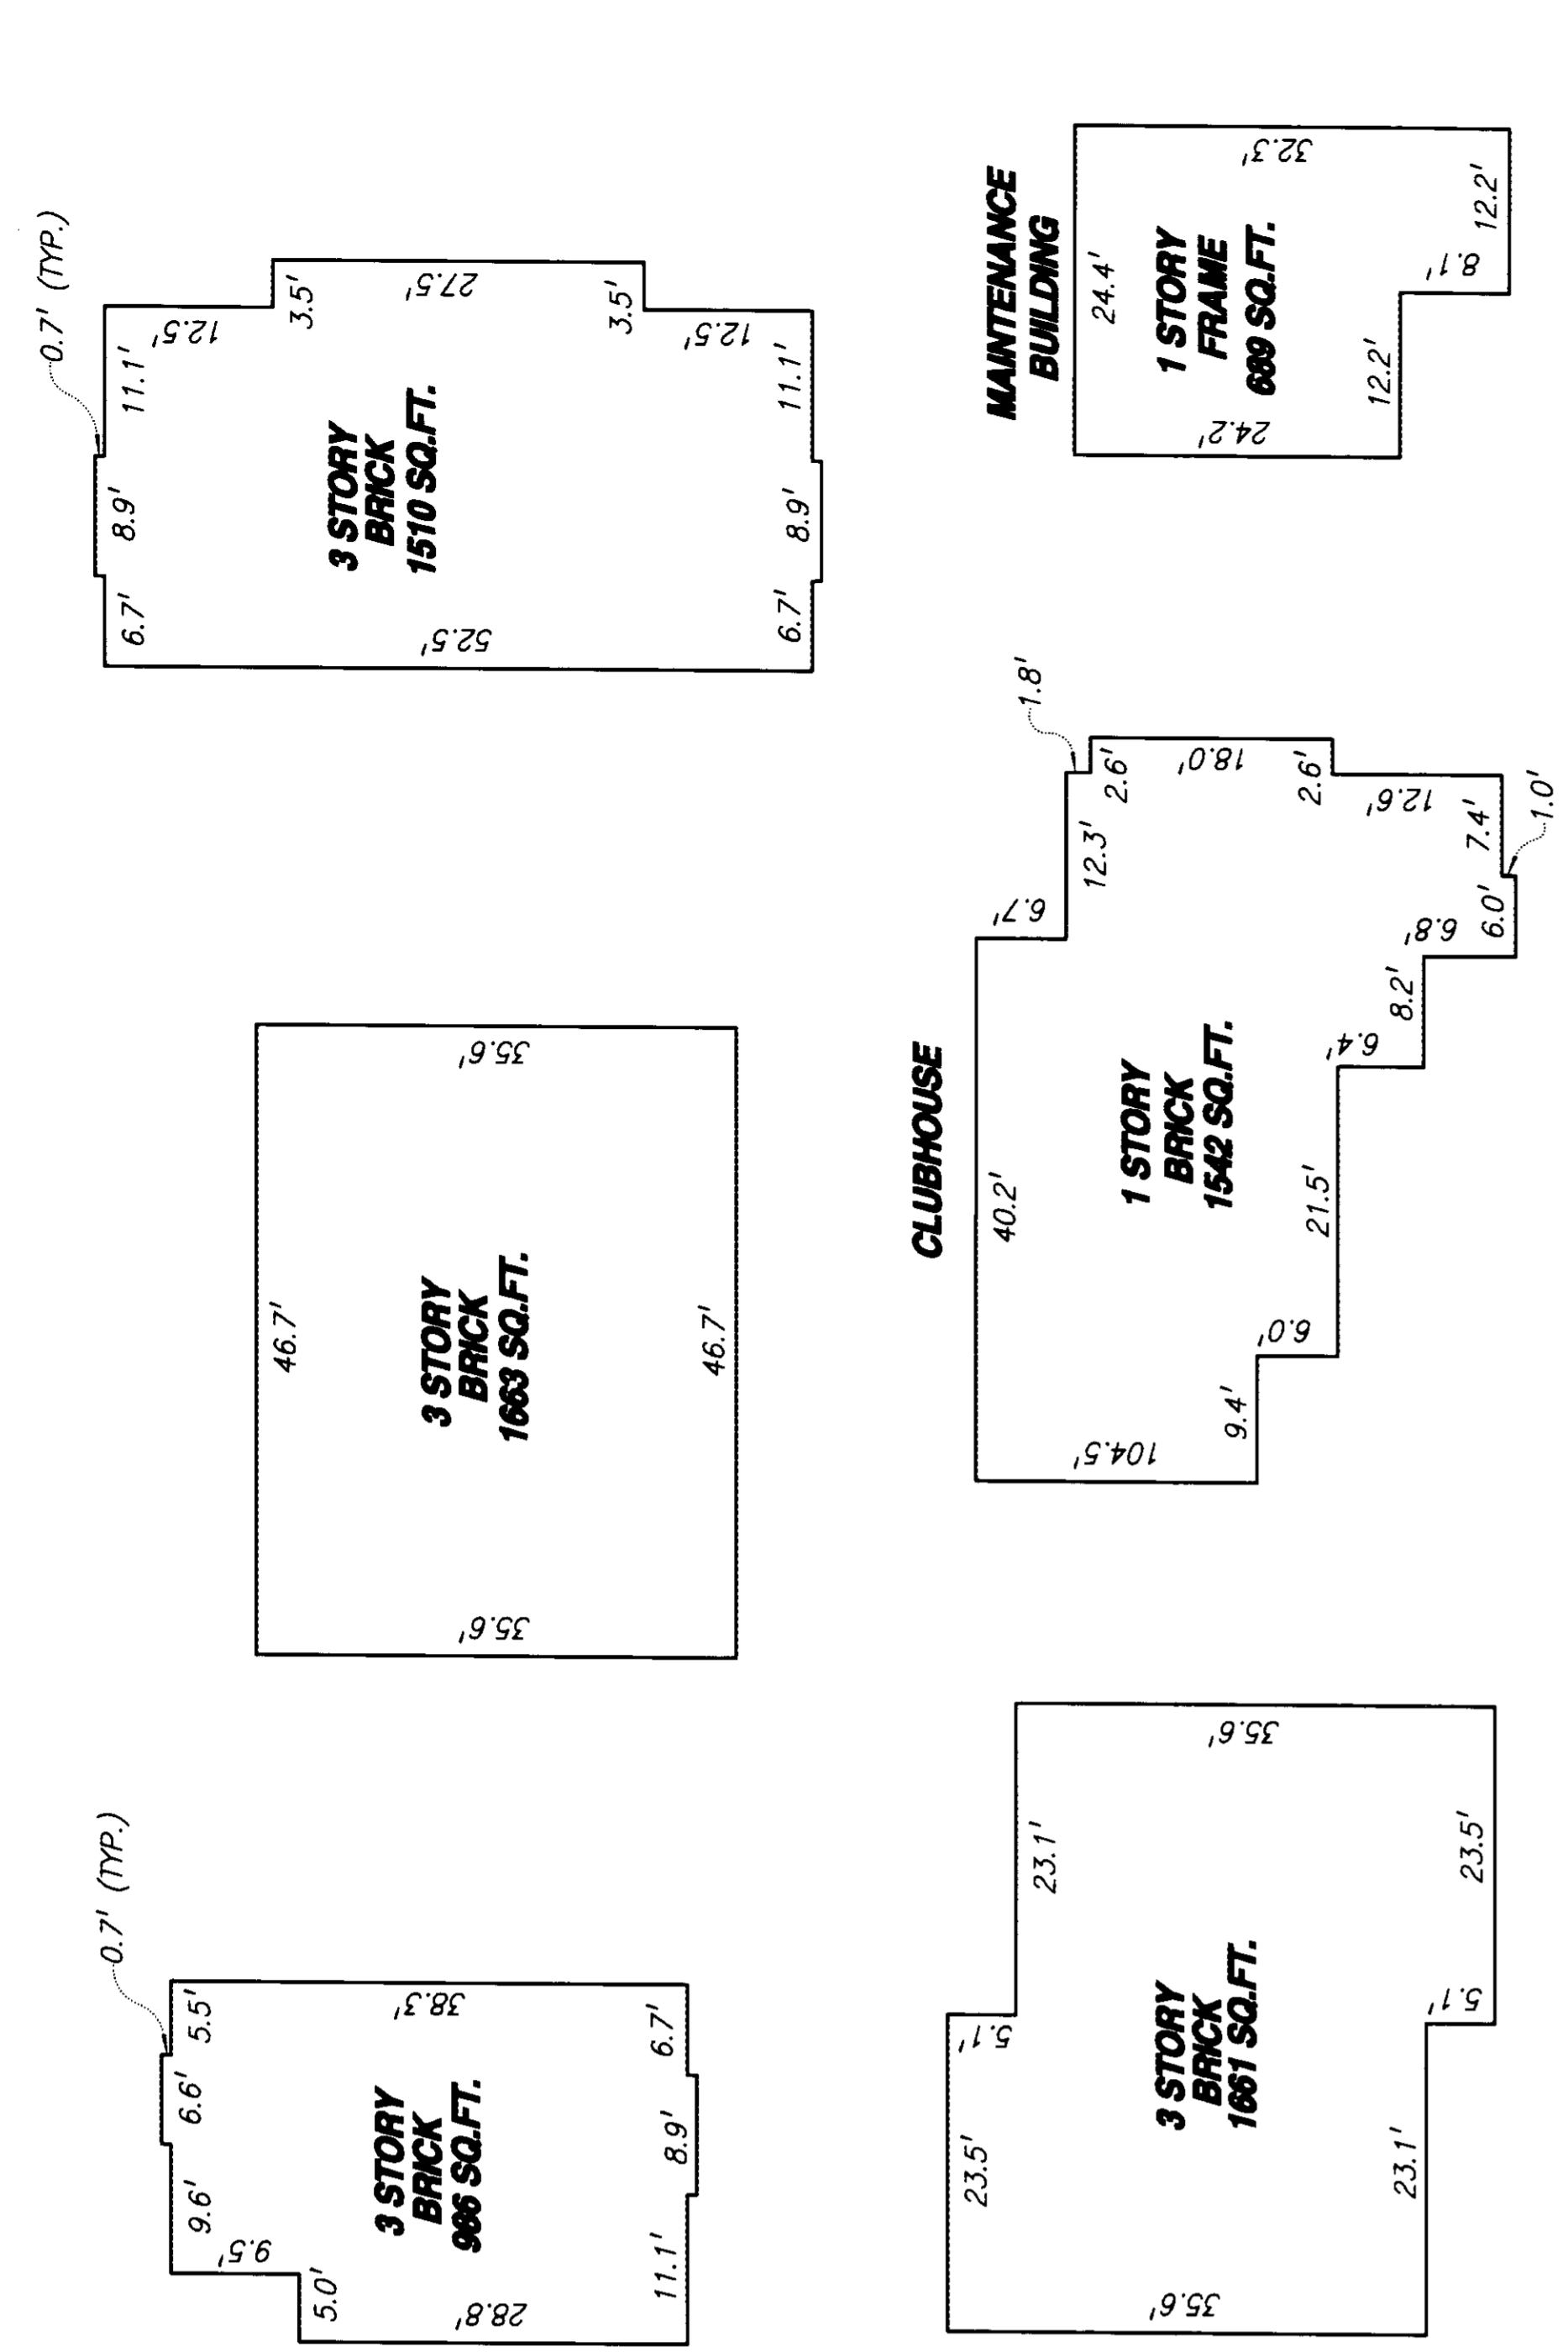 0.7' (TYP.)
9.6'
6.6'
5.5'
9.5'
5.0'
38.3'
28.8'
3 STORY
BRICK
986 SQ.FT.
11.1'
8.9'
6.7'
46.7'
35.6'
35.6'
3 STORY
BRICK
1663 SQ.FT.
46.7'
0.7' (TYP.)
6.7'
8.9'
11.1'
12.5'
3.5'
52.5'
27.5'
3 STORY
BRICK
1510 SQ.FT.
3.5'
12.5'
6.7'
8.9'
11.1'
23.5'
5.1'
23.1'
35.6'
35.6'
3 STORY
BRICK
1661 SQ.FT.
23.1'
5.1'
23.5'
CLUBHOUSE
40.2'
6.7'
1.8'
12.3'
2.6'
104.5'
18.0'
1 STORY
BRICK
1542 SQ.FT.
9.4'
6.0'
21.5'
6.4'
8.2'
6.8'
2.6'
12.6'
6.0'
7.4'
1.0'
MAINTENANCE
BUILDING
24.4'
24.2'
32.3'
1 STORY
FRAME
689 SQ.FT.
12.2'
8.1'
12.2'